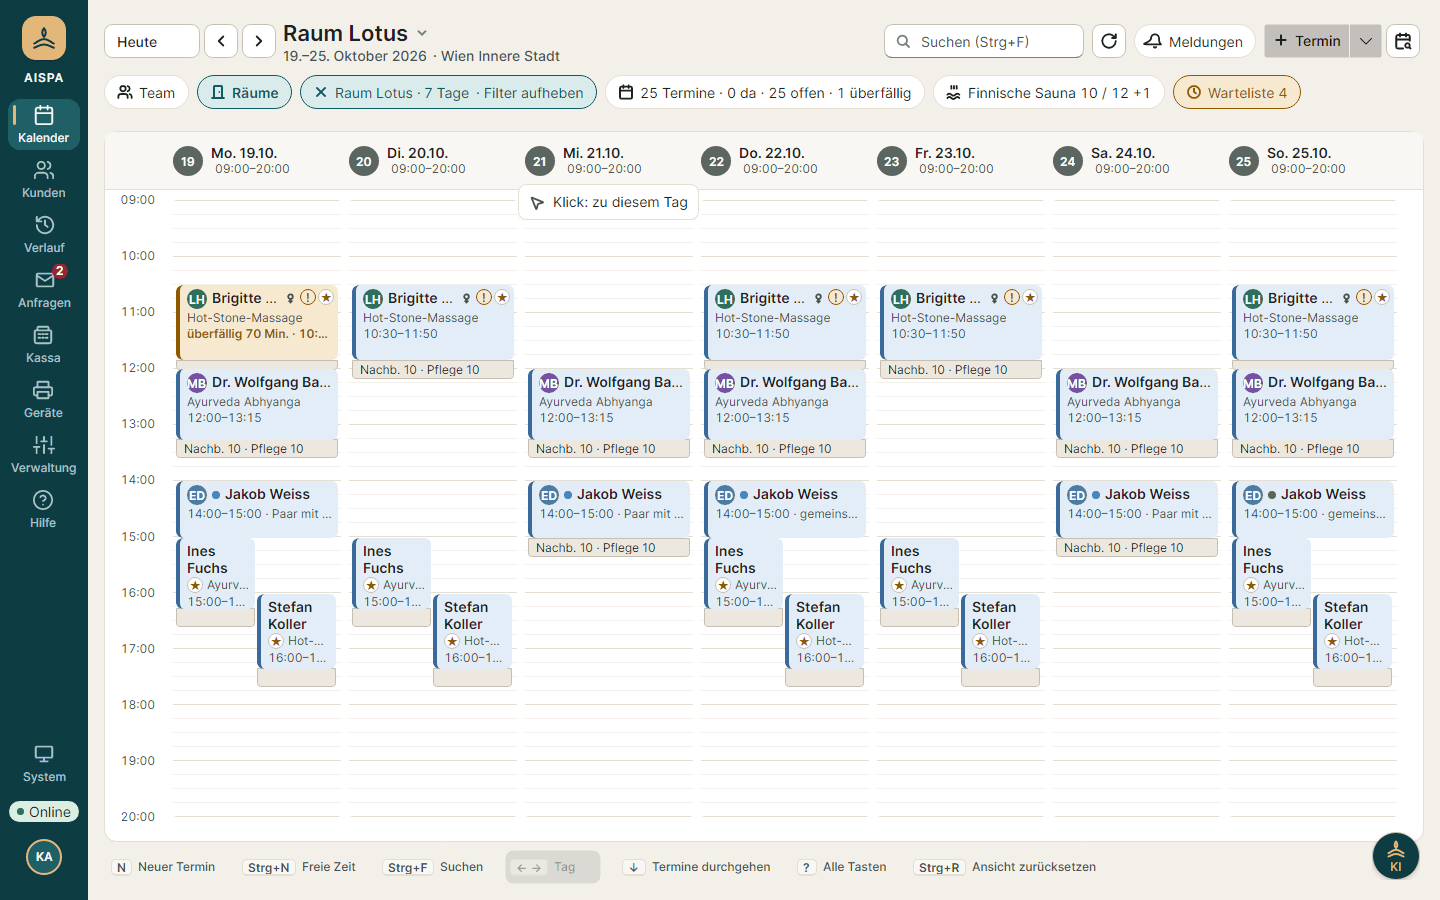 AISPA
Kalender
Kunden
Verlauf
2
Anfragen
Kassa
Geräte
Verwaltung
Hilfe
System
Online
KA
Heute
Raum Lotus
19.–25. Oktober 2026 · Wien Innere Stadt
Suchen (Strg+F)
Meldungen
+ Termin
Team
Räume
Raum Lotus · 7 Tage · Filter aufheben
25 Termine · 0 da · 25 offen · 1 überfällig
Finnische Sauna 10 / 12 +1
Warteliste 4
19 Mo. 19.10.
09:00–20:00
20 Di. 20.10.
09:00–20:00
21 Mi. 21.10.
09:00–20:00
22 Do. 22.10.
09:00–20:00
23 Fr. 23.10.
09:00–20:00
24 Sa. 24.10.
09:00–20:00
25 So. 25.10.
09:00–20:00
Klick: zu diesem Tag
09:00
10:00
11:00
12:00
13:00
14:00
15:00
16:00
17:00
18:00
19:00
20:00
LH Brigitte ... ♀ ! ★
Hot-Stone-Massage
überfällig 70 Min. · 10:...
MB Dr. Wolfgang Ba...
Ayurveda Abhyanga
12:00–13:15
Nachb. 10 · Pflege 10
ED Jakob Weiss
14:00–15:00 · Paar mit ...
Ines
Fuchs
★ Ayurv...
15:00–1...
Stefan
Koller
★ Hot-...
16:00–1...
LH Brigitte ... ♀ ! ★
Hot-Stone-Massage
10:30–11:50
Nachb. 10 · Pflege 10
Ines
Fuchs
★ Ayurv...
15:00–1...
Stefan
Koller
★ Hot-...
16:00–1...
MB Dr. Wolfgang Ba...
Ayurveda Abhyanga
12:00–13:15
Nachb. 10 · Pflege 10
ED Jakob Weiss
14:00–15:00 · Paar mit ...
Nachb. 10 · Pflege 10
LH Brigitte ... ♀ ! ★
Hot-Stone-Massage
10:30–11:50
MB Dr. Wolfgang Ba...
Ayurveda Abhyanga
12:00–13:15
Nachb. 10 · Pflege 10
ED Jakob Weiss
14:00–15:00 · gemeins...
Ines
Fuchs
★ Ayurv...
15:00–1...
Stefan
Koller
★ Hot-...
16:00–1...
LH Brigitte ... ♀ ! ★
Hot-Stone-Massage
10:30–11:50
Nachb. 10 · Pflege 10
Ines
Fuchs
★ Ayurv...
15:00–1...
Stefan
Koller
★ Hot-...
16:00–1...
MB Dr. Wolfgang Ba...
Ayurveda Abhyanga
12:00–13:15
Nachb. 10 · Pflege 10
ED Jakob Weiss
14:00–15:00 · Paar mit ...
Nachb. 10 · Pflege 10
LH Brigitte ... ♀ ! ★
Hot-Stone-Massage
10:30–11:50
MB Dr. Wolfgang Ba...
Ayurveda Abhyanga
12:00–13:15
Nachb. 10 · Pflege 10
ED Jakob Weiss
14:00–15:00 · gemeins...
Ines
Fuchs
★ Ayurv...
15:00–1...
Stefan
Koller
★ Hot-...
16:00–1...
N Neuer Termin
Strg+N Freie Zeit
Strg+F Suchen
← → Tag
↓ Termine durchgehen
? Alle Tasten
Strg+R Ansicht zurücksetzen
KI